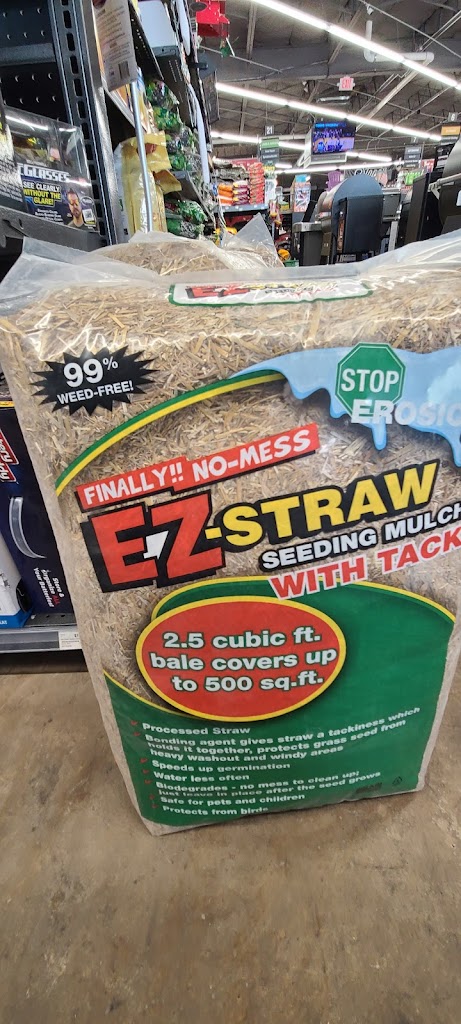 GLASSES
SEE CLEARLY
WITHOUT THE
GLARE!
21
99%
WEED-FREE!
STOP
EROSIO
FINALLY!! NO-MESS
EZ-STRAW
SEEDING MULCH
WITH TACK
2.5 cubic ft.
bale covers up
to 500 sq.ft.
Processed Straw
Bonding agent gives straw a tackiness which
holds it together, protects grass seed from
heavy washout and windy areas
Speeds up germination
Water less often
Biodegrades - no mess to clean up;
just leave in place after the seed grows
Safe for pets and children
Protects from birds